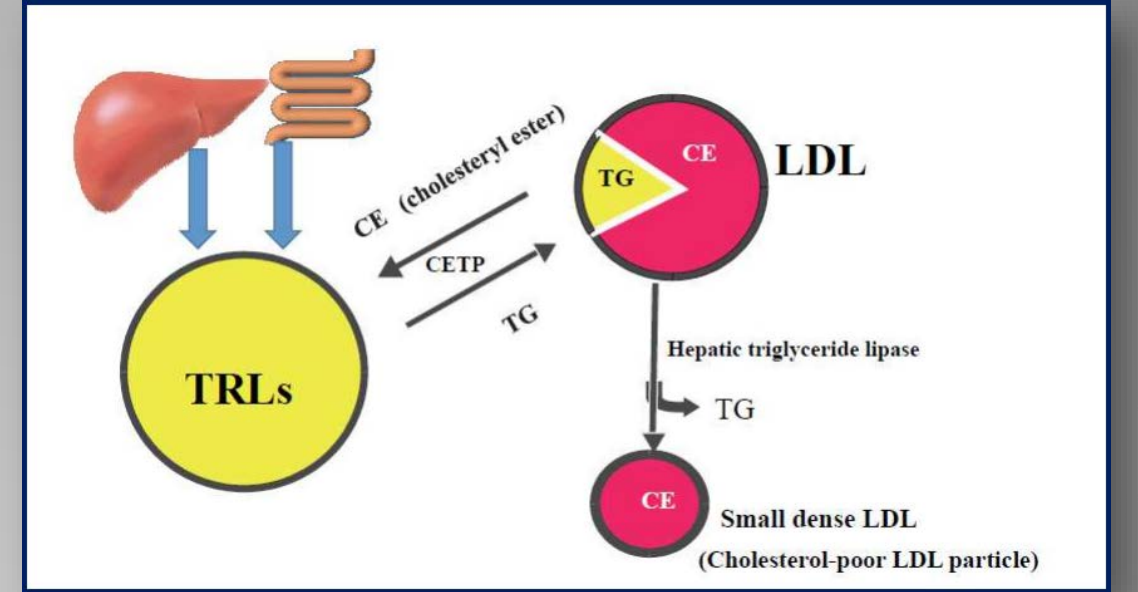 CE (cholesteryl ester)
CETP
TG
TRLs
TG
CE
LDL
Hepatic triglyceride lipase
TG
CE
Small dense LDL
(Cholesterol-poor LDL particle)